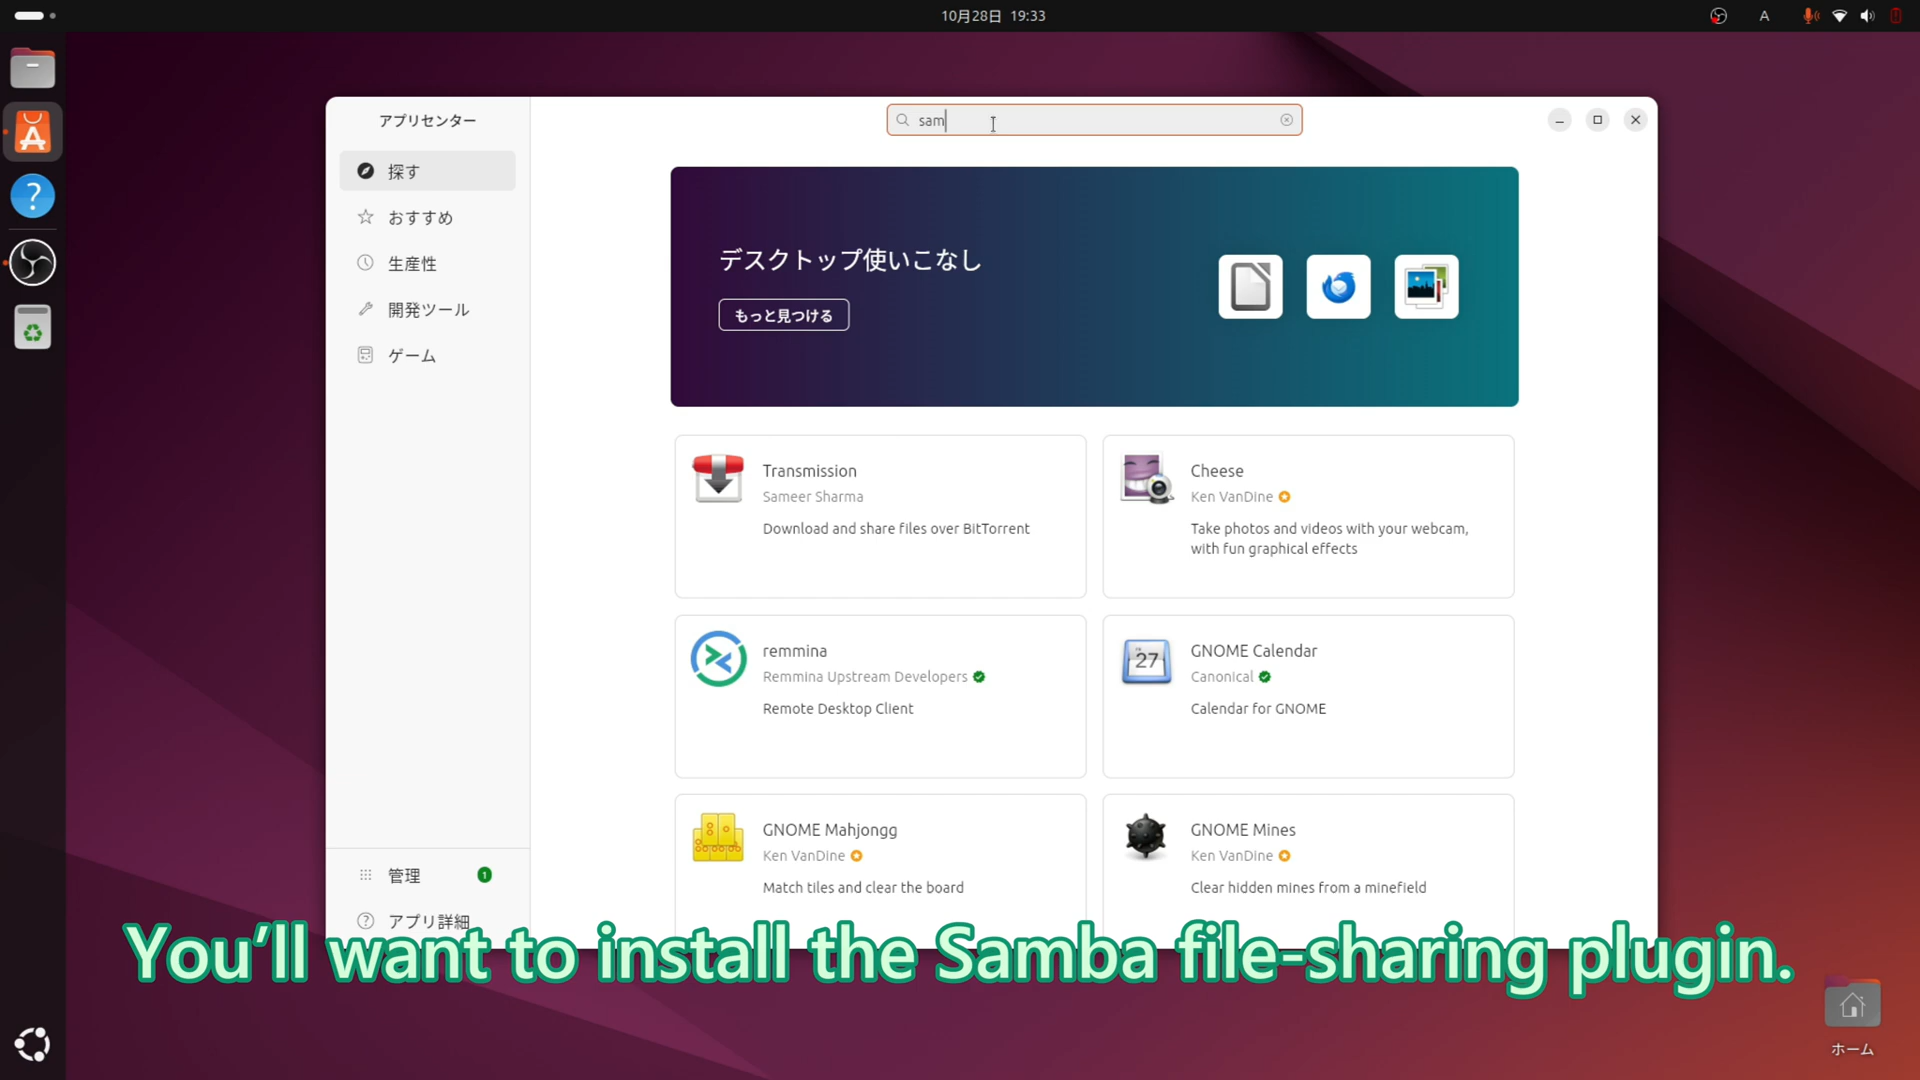 10月28日 19:33
A
アプリセンター
sam
探す
おすすめ
生産性
開発ツール
ゲーム
デスクトップ使いこなし
もっと見つける
Transmission
Sameer Sharma
Download and share files over BitTorrent
Cheese
Ken VanDine
Take photos and videos with your webcam,
with fun graphical effects
remmina
Remmina Upstream Developers
Remote Desktop Client
GNOME Calendar
27
Canonical
Calendar for GNOME
GNOME Mahjongg
Ken VanDine
Match tiles and clear the board
GNOME Mines
Ken VanDine
Clear hidden mines from a minefield
管理
1
アプリ詳細
You’ll want to install the Samba file-sharing plugin.
ホーム